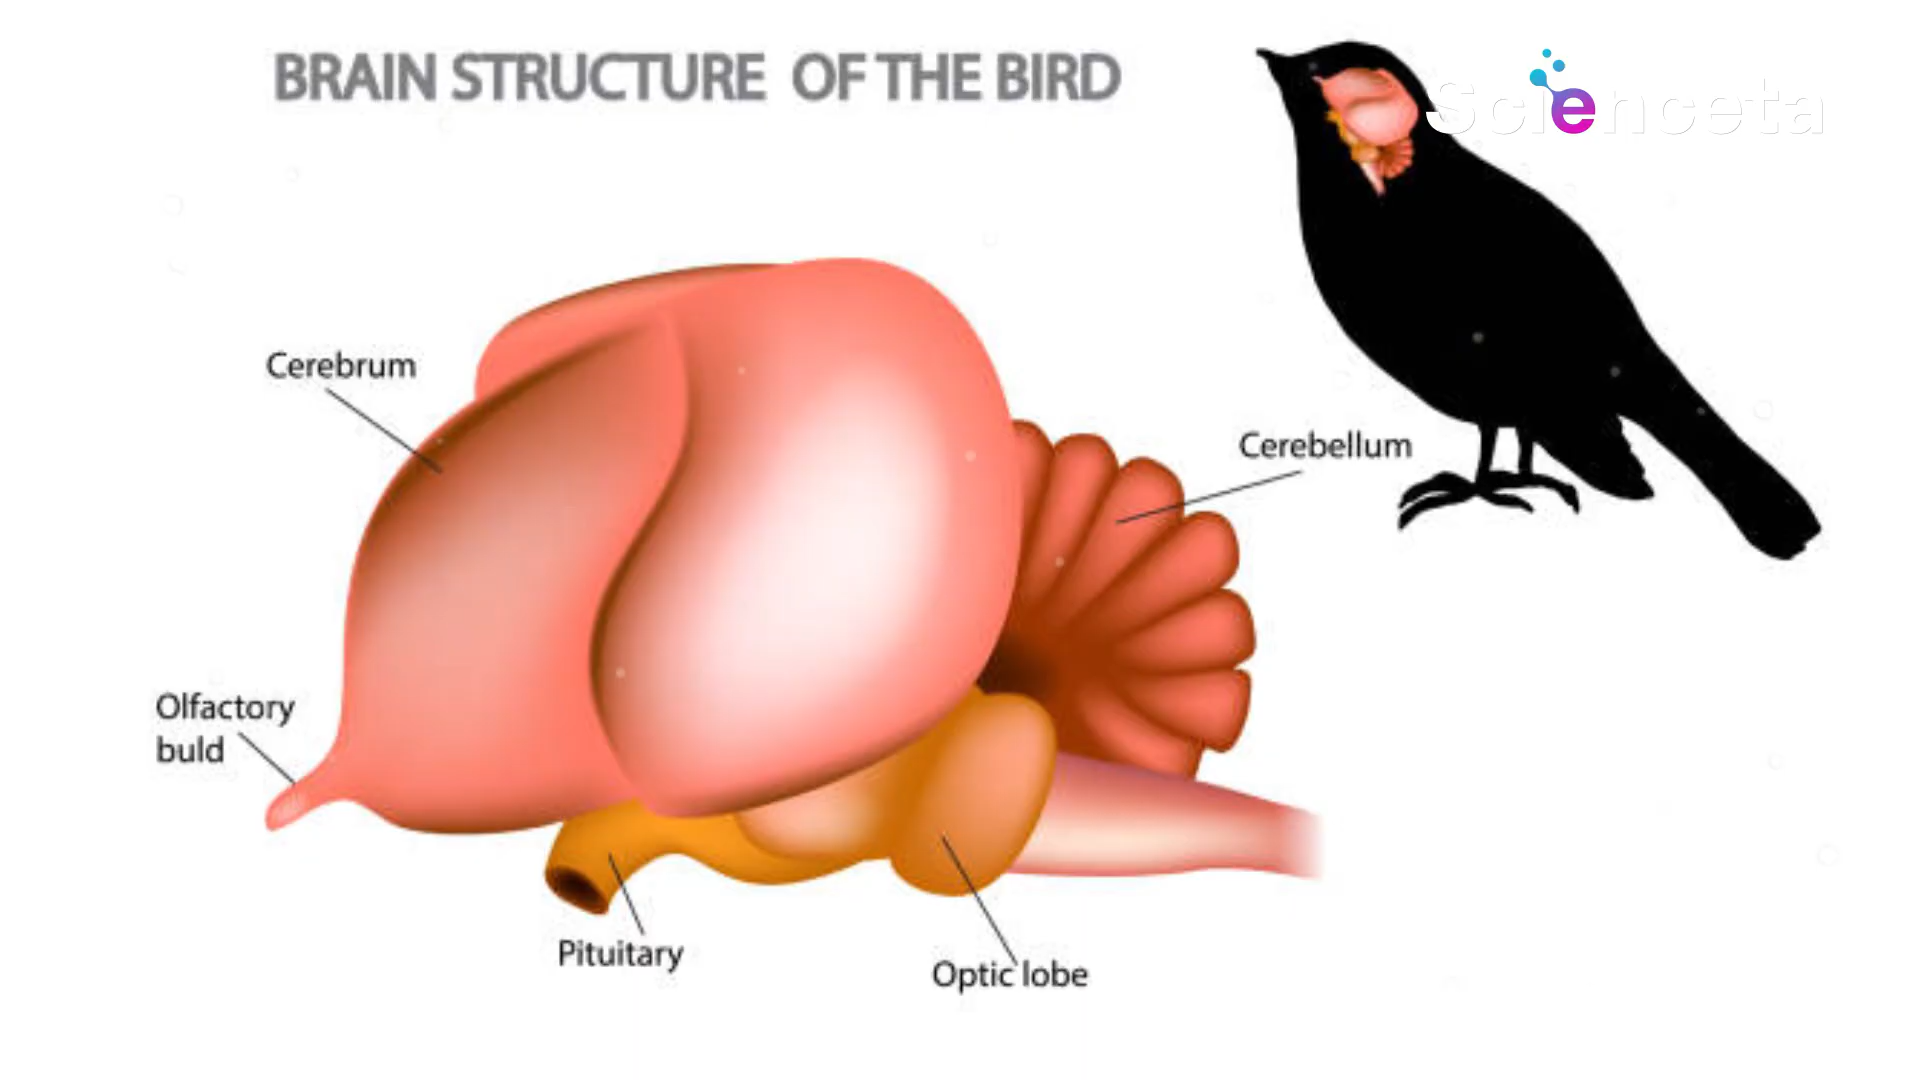 BRAIN STRUCTURE OF THE BIRD
Scienceta
Cerebrum
Cerebellum
Olfactory
buld
Pituitary
Optic lobe